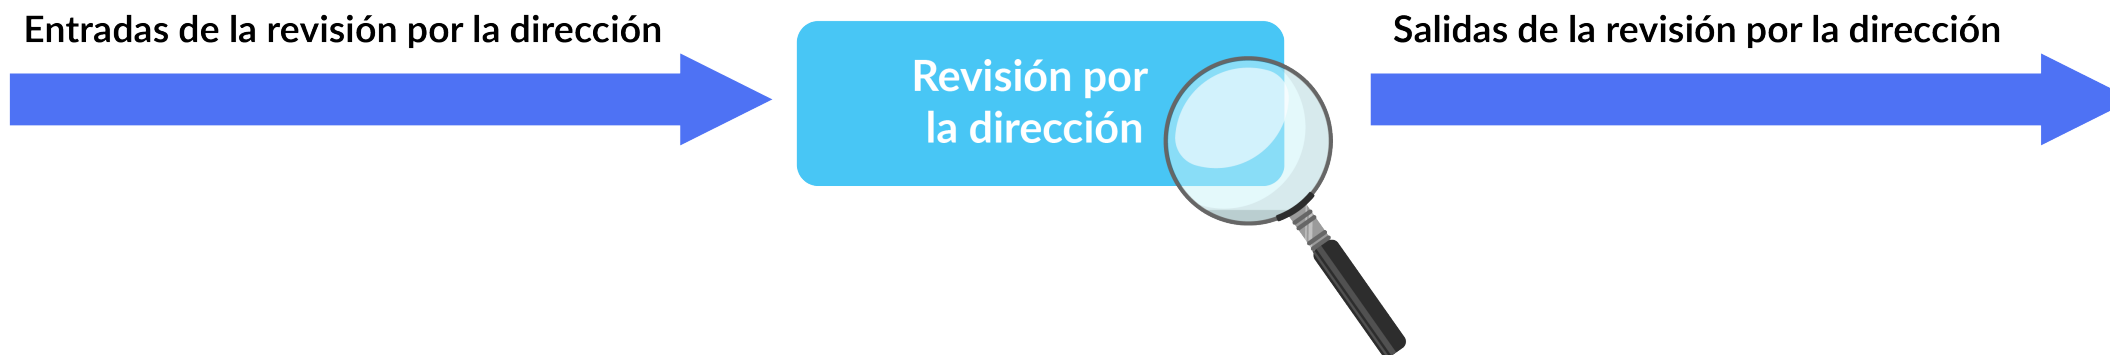 Entradas de la revisión por la dirección
Revisión por
la dirección
Salidas de la revisión por la dirección